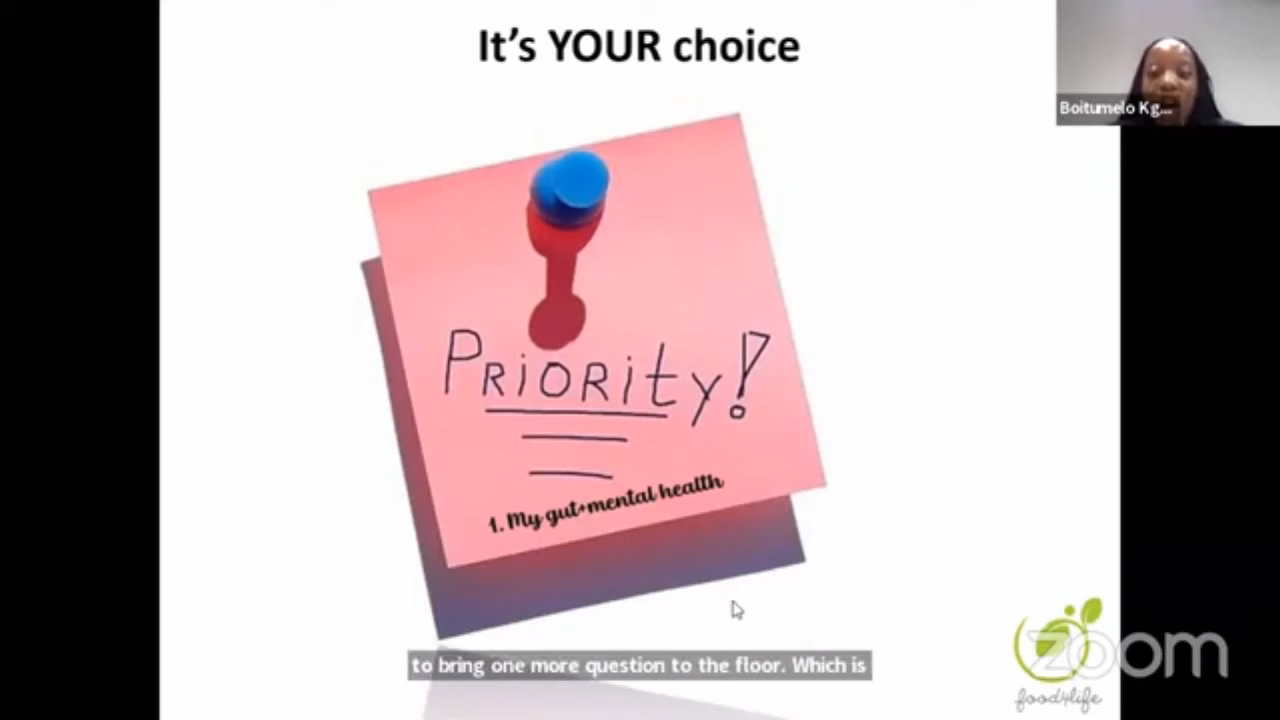 It's YOUR choice
Boitumelo Kg...
PRiORity!
1. My gut+mental health
to bring one more question to the floor. Which is
zoom
food4life